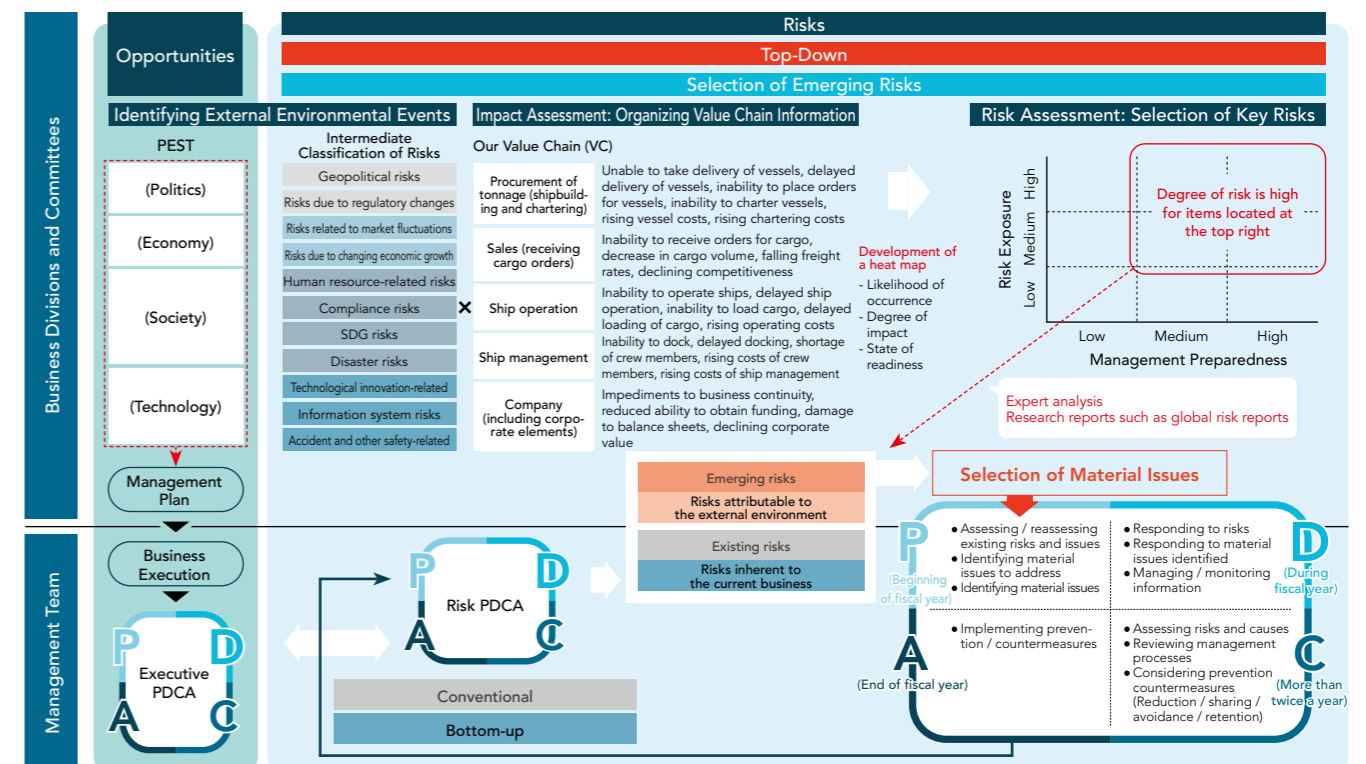 Business Divisions and Committees
Management Team
Opportunities
Risks
Top-Down
Selection of Emerging Risks
Identifying External Environmental Events
PEST
(Politics)
(Economy)
(Society)
(Technology)
Management
Plan
Business
Execution
P
D
A
C
Executive
PDCA
Intermediate
Classification of Risks
Geopolitical risks
Risks due to regulatory changes
Risks related to market fluctuations
Risks due to changing economic growth
Human resource-related risks
Compliance risks
SDG risks
Disaster risks
Technological innovation-related
Information system risks
Accident and other safety-related
×
Impact Assessment: Organizing Value Chain Information
Our Value Chain (VC)
Procurement of
tonnage (shipbuild-
ing and chartering)
Unable to take delivery of vessels, delayed
delivery of vessels, inability to place orders
for vessels, inability to charter vessels,
rising vessel costs, rising chartering costs
Sales (receiving
cargo orders)
Inability to receive orders for cargo,
decrease in cargo volume, falling freight
rates, declining competitiveness
Ship operation
Inability to operate ships, delayed ship
operation, inability to load cargo, delayed
loading of cargo, rising operating costs
Ship management
Inability to dock, delayed docking, shortage
of crew members, rising costs of crew
members, rising costs of ship management
Company
(including corpo-
rate elements)
Impediments to business continuity,
reduced ability to obtain funding, damage
to balance sheets, declining corporate
value
Development of
a heat map
- Likelihood of
occurrence
- Degree of
impact
- State of
readiness
Risk Assessment: Selection of Key Risks
Risk Exposure
High
Medium
Low
Degree of risk is high
for items located at
the top right
Low
Medium
High
Management Preparedness
Expert analysis
Research reports such as global risk reports
Emerging risks
Risks attributable to
the external environment
Existing risks
Risks inherent to
the current business
P
D
A
C
Risk PDCA
Conventional
Bottom-up
Selection of Material Issues
P
(Beginning
of fiscal year)
• Assessing / reassessing
existing risks and issues
• Identifying material
issues to address
• Identifying material issues
• Responding to risks
• Responding to material
issues identified
• Managing / monitoring
information
D
(During
fiscal year)
A
(End of fiscal year)
• Implementing preven-
tion / countermeasures
• Assessing risks and causes
• Reviewing management
processes
• Considering prevention
countermeasures
(Reduction / sharing /
avoidance / retention)
C
(More than
twice a year)